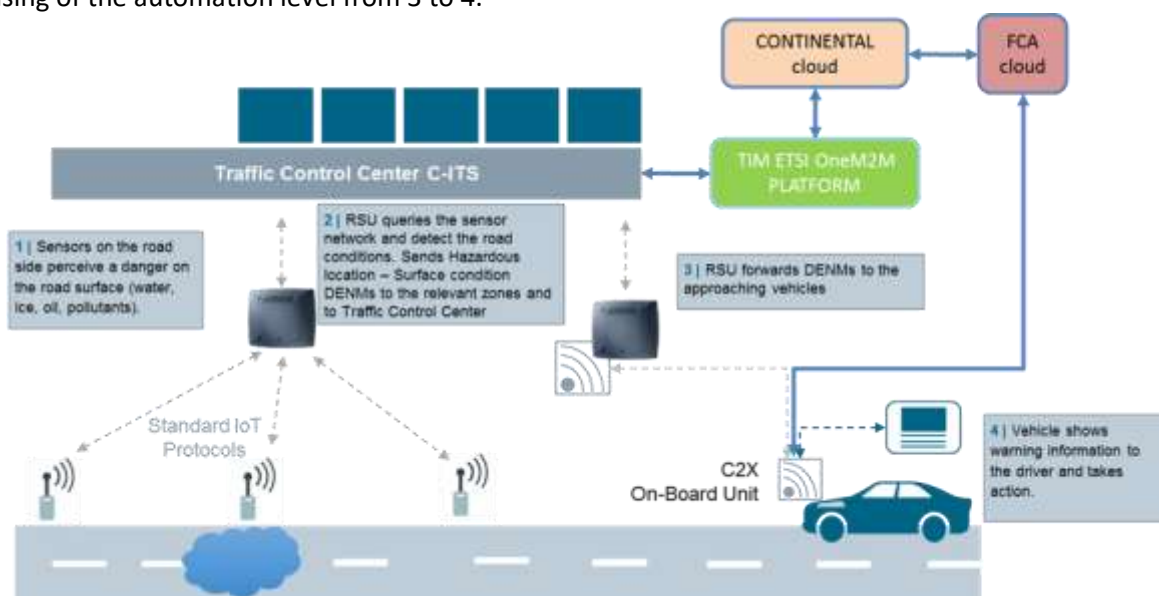 sing of the automation level from 3 to 4.
CONTINENTAL
cloud
FCA
cloud
Traffic Control Center C-ITS
TIM ETSI OneM2M
PLATFORM
1 | Sensors on the road
side perceive a danger on
the road surface (water,
ice, oil, pollutants).
2 | RSU queries the sensor
network and detect the road
conditions. Sends Hazardous
location – Surface condition
DENMs to the relevant zones and
to Traffic Control Center
3 | RSU forwards DENMs to the
approaching vehicles
Standard IoT
Protocols
C2X
On-Board Unit
4 | Vehicle shows
warning information to
the driver and takes
action.